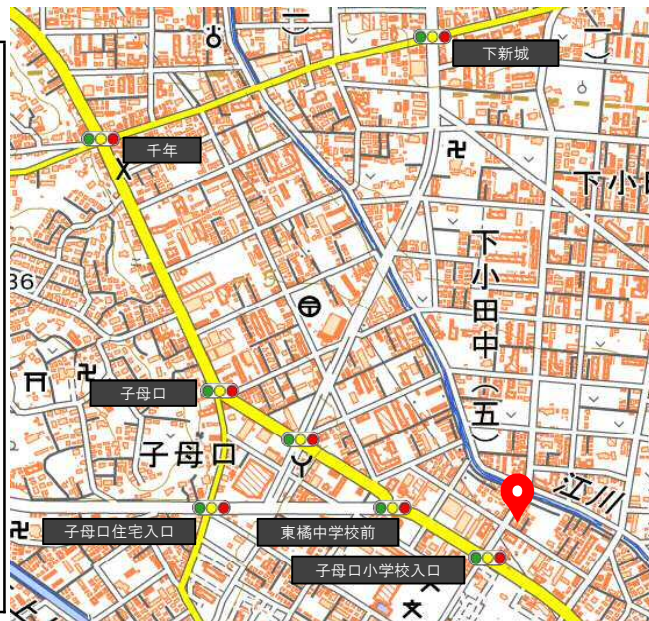 下新城
千年
下小
36
下小田中（五）
子母口
子母口
子母口住宅入口
東橘中学校前
江川
子母口小学校入口